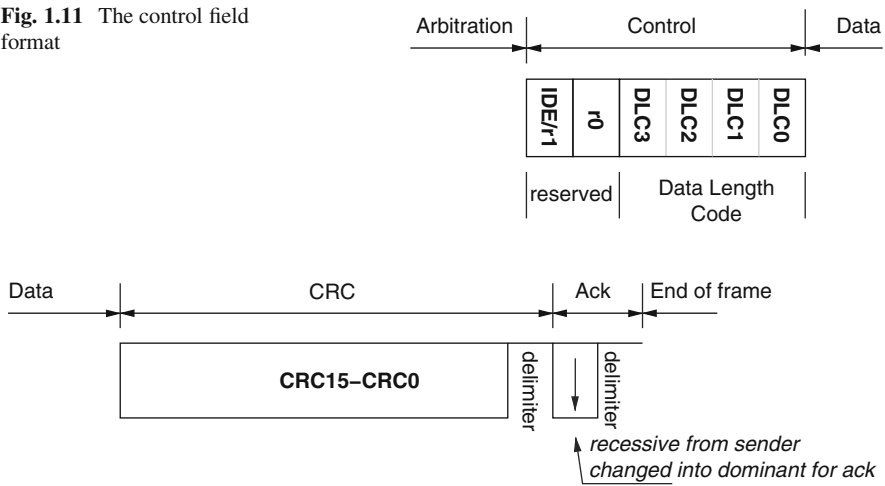 Fig. 1.11 The control field
format
Arbitration
Control
Data
IDE/r1
r0
DLC3
DLC2
DLC1
DLC0
reserved
Data Length
Code
Data
CRC
Ack
End of frame
CRC15–CRC0
delimiter
delimiter
recessive from sender
changed into dominant for ack